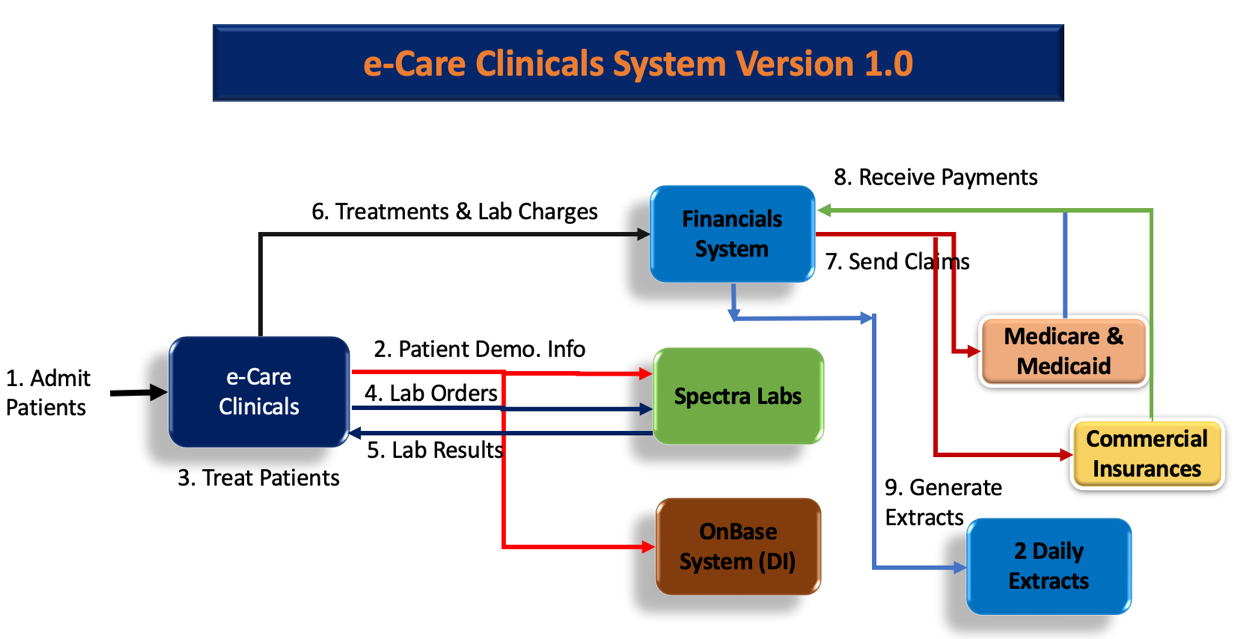 e-Care Clinicals System Version 1.0
8. Receive Payments
6. Treatments & Lab Charges
Financials
System
7. Send Claims
Medicare &
Medicaid
2. Patient Demo. Info
1. Admit
Patients
e-Care
Clinicals
4. Lab Orders
Spectra Labs
5. Lab Results
3. Treat Patients
Commercial
Insurances
9. Generate
Extracts
OnBase
System (DI)
2 Daily
Extracts